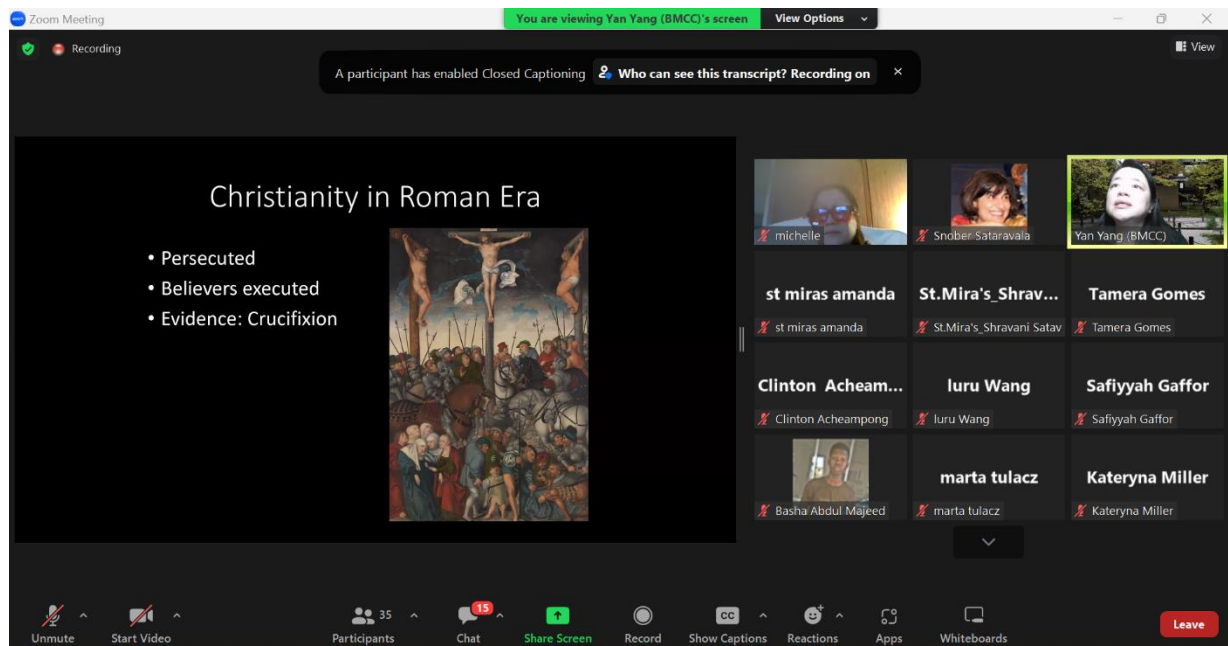 Zoom Meeting
You are viewing Yan Yang (BMCC)'s screen
View Options
Recording
View
A participant has enabled Closed Captioning
Who can see this transcript? Recording on
Christianity in Roman Era
• Persecuted
• Believers executed
• Evidence: Crucifixion
michelle
Snober Sataravala
Yan Yang (BMCC)
st miras amanda
St.Mira's_Shrav...
Tamera Gomes
st miras amanda
St.Mira's_Shravani Satav
Tamera Gomes
Clinton Acheam...
luru Wang
Safiyyah Gaffor
Clinton Acheampong
luru Wang
Safiyyah Gaffor
marta tulacz
Kateryna Miller
Basha Abdul Majeed
marta tulacz
Kateryna Miller
35
15
CC
Unmute
Start Video
Participants
Chat
Share Screen
Record
Show Captions
Reactions
Apps
Whiteboards
Leave